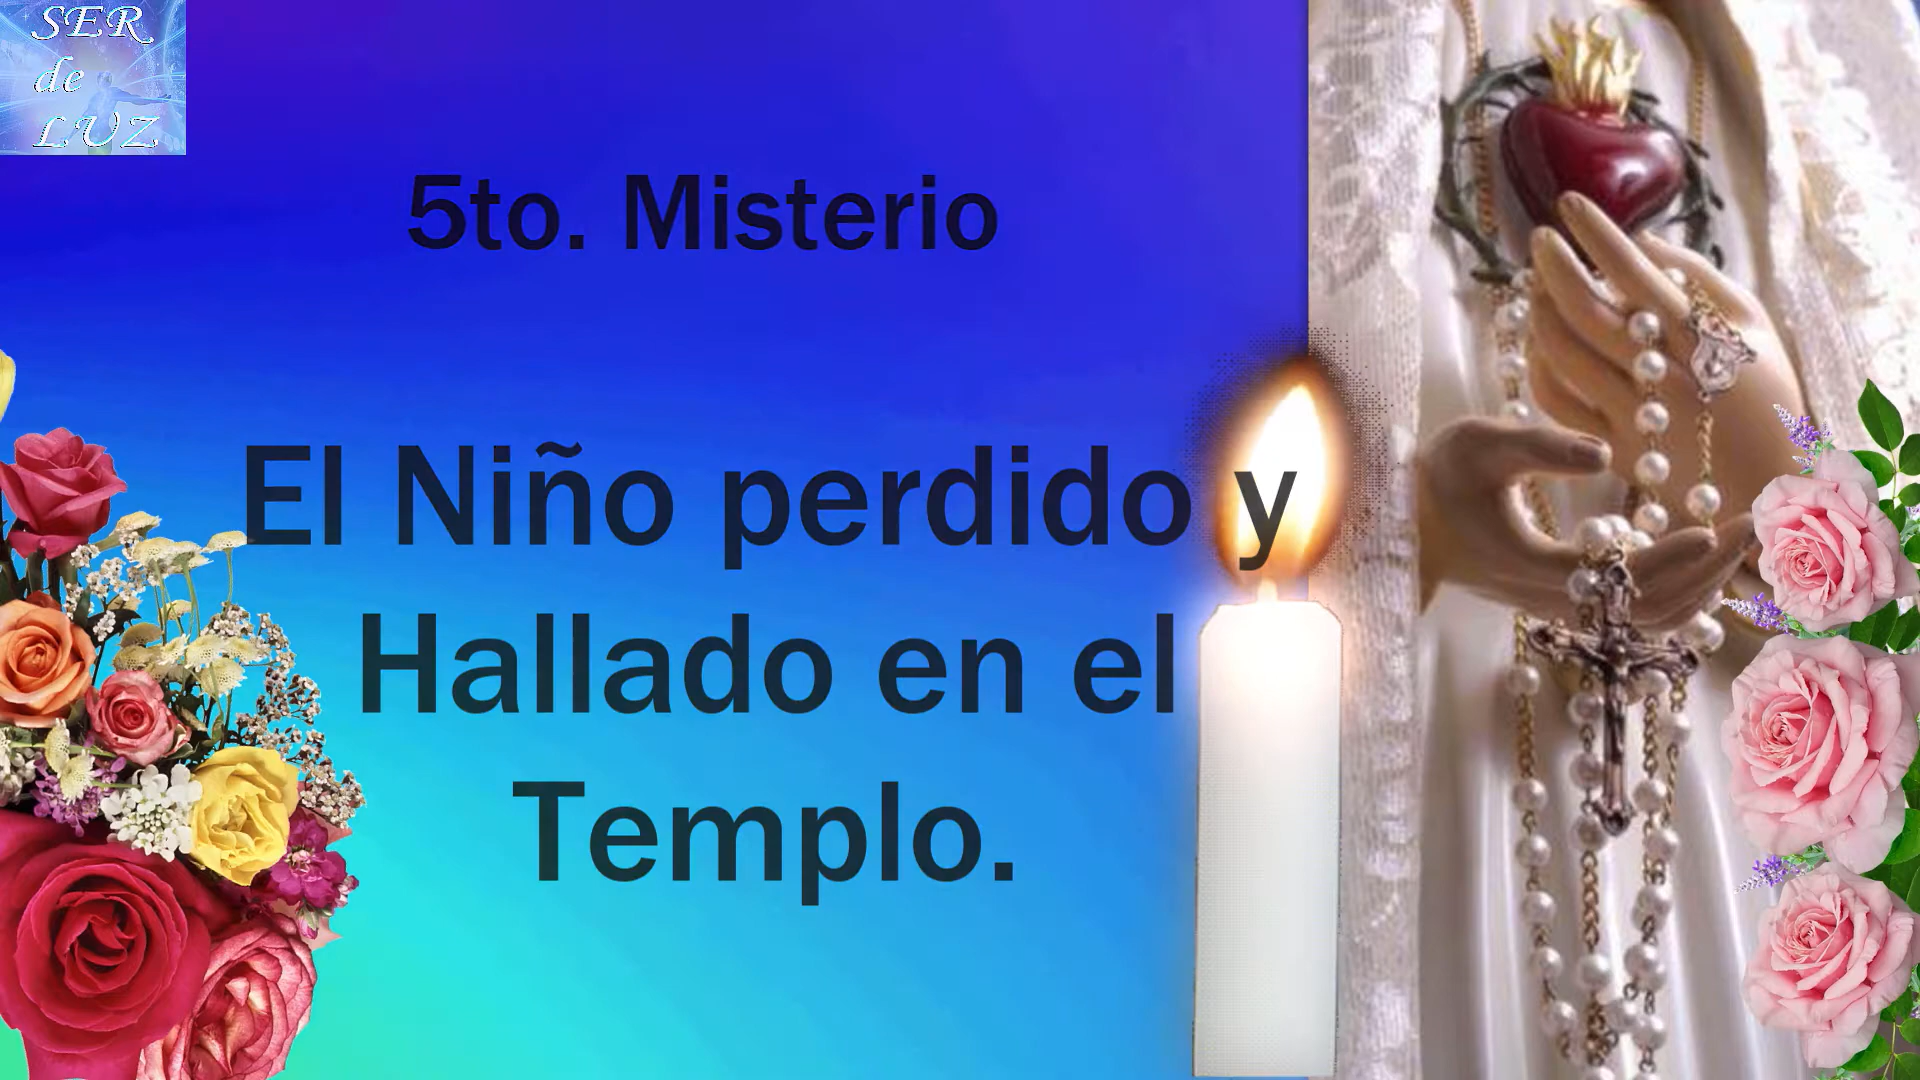 SER
de
LUZ
5to. Misterio
El Niño perdido y
Hallado en el
Templo.